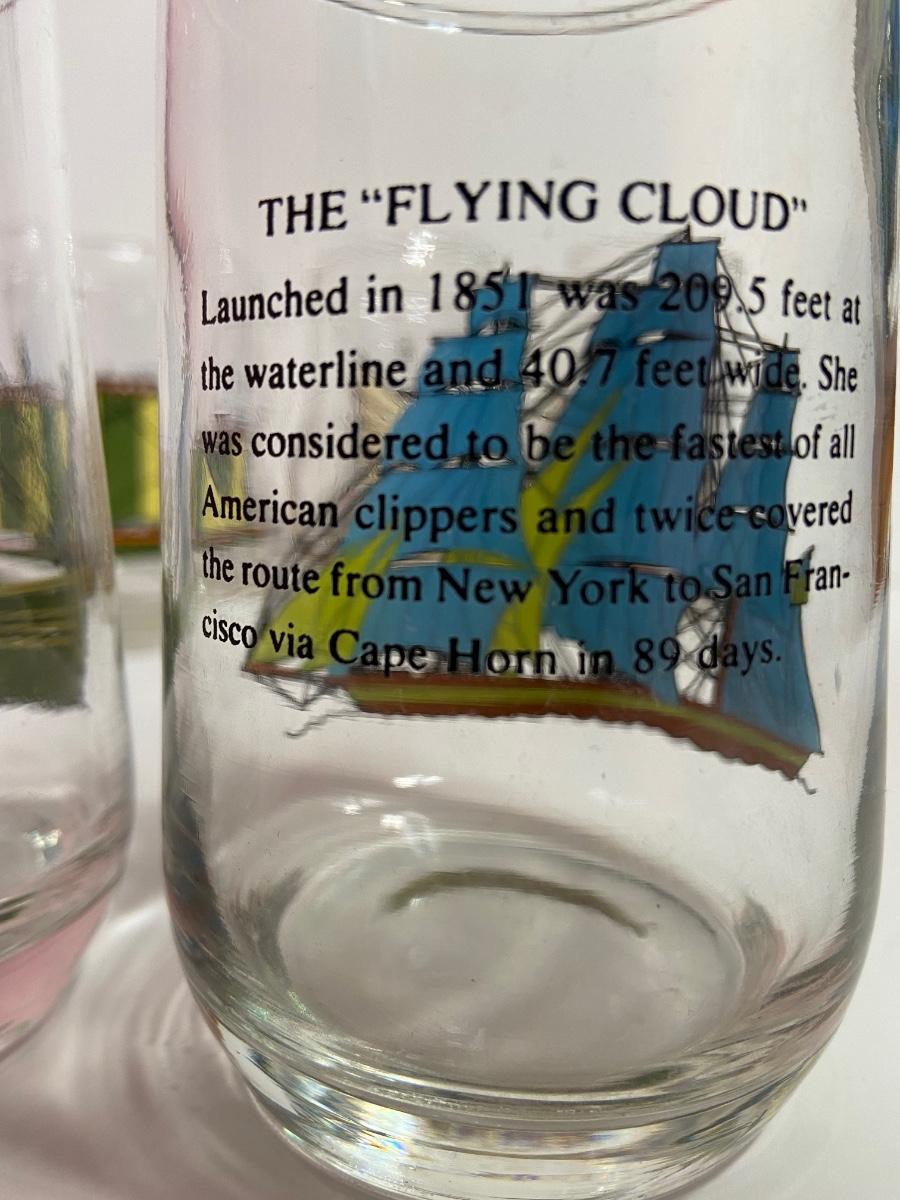 THE “FLYING CLOUD”
Launched in 1851 was 209.5 feet at
the waterline and 40.7 feet wide. She
was considered to be the fastest of all
American clippers and twice covered
the route from New York to San Fran-
cisco via Cape Horn in 89 days.